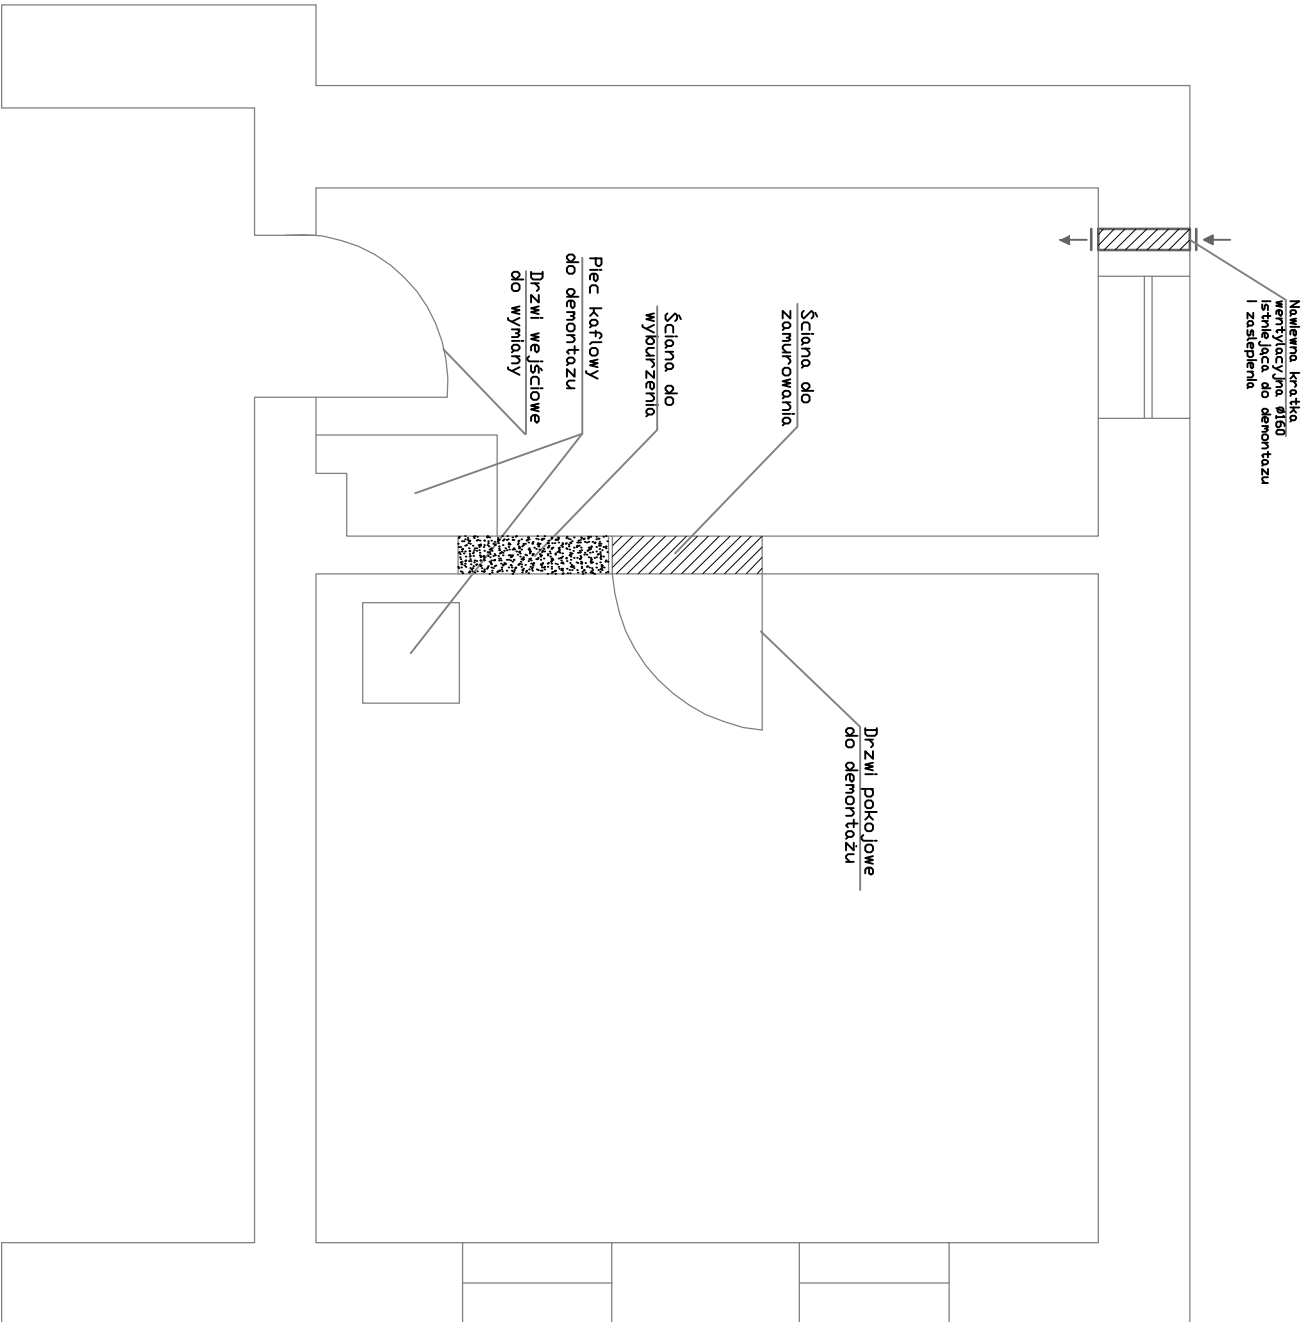 Nawiewna kratka
wentylacyjna Ø160
istniejąca do demontażu
i zaślepienia
Ściana do
zamurowania
Ściana do
wyburzenia
Piec kaflowy
do demontażu
Drzwi wejściowe
do wymiany
Drzwi pokojowe
do demontażu